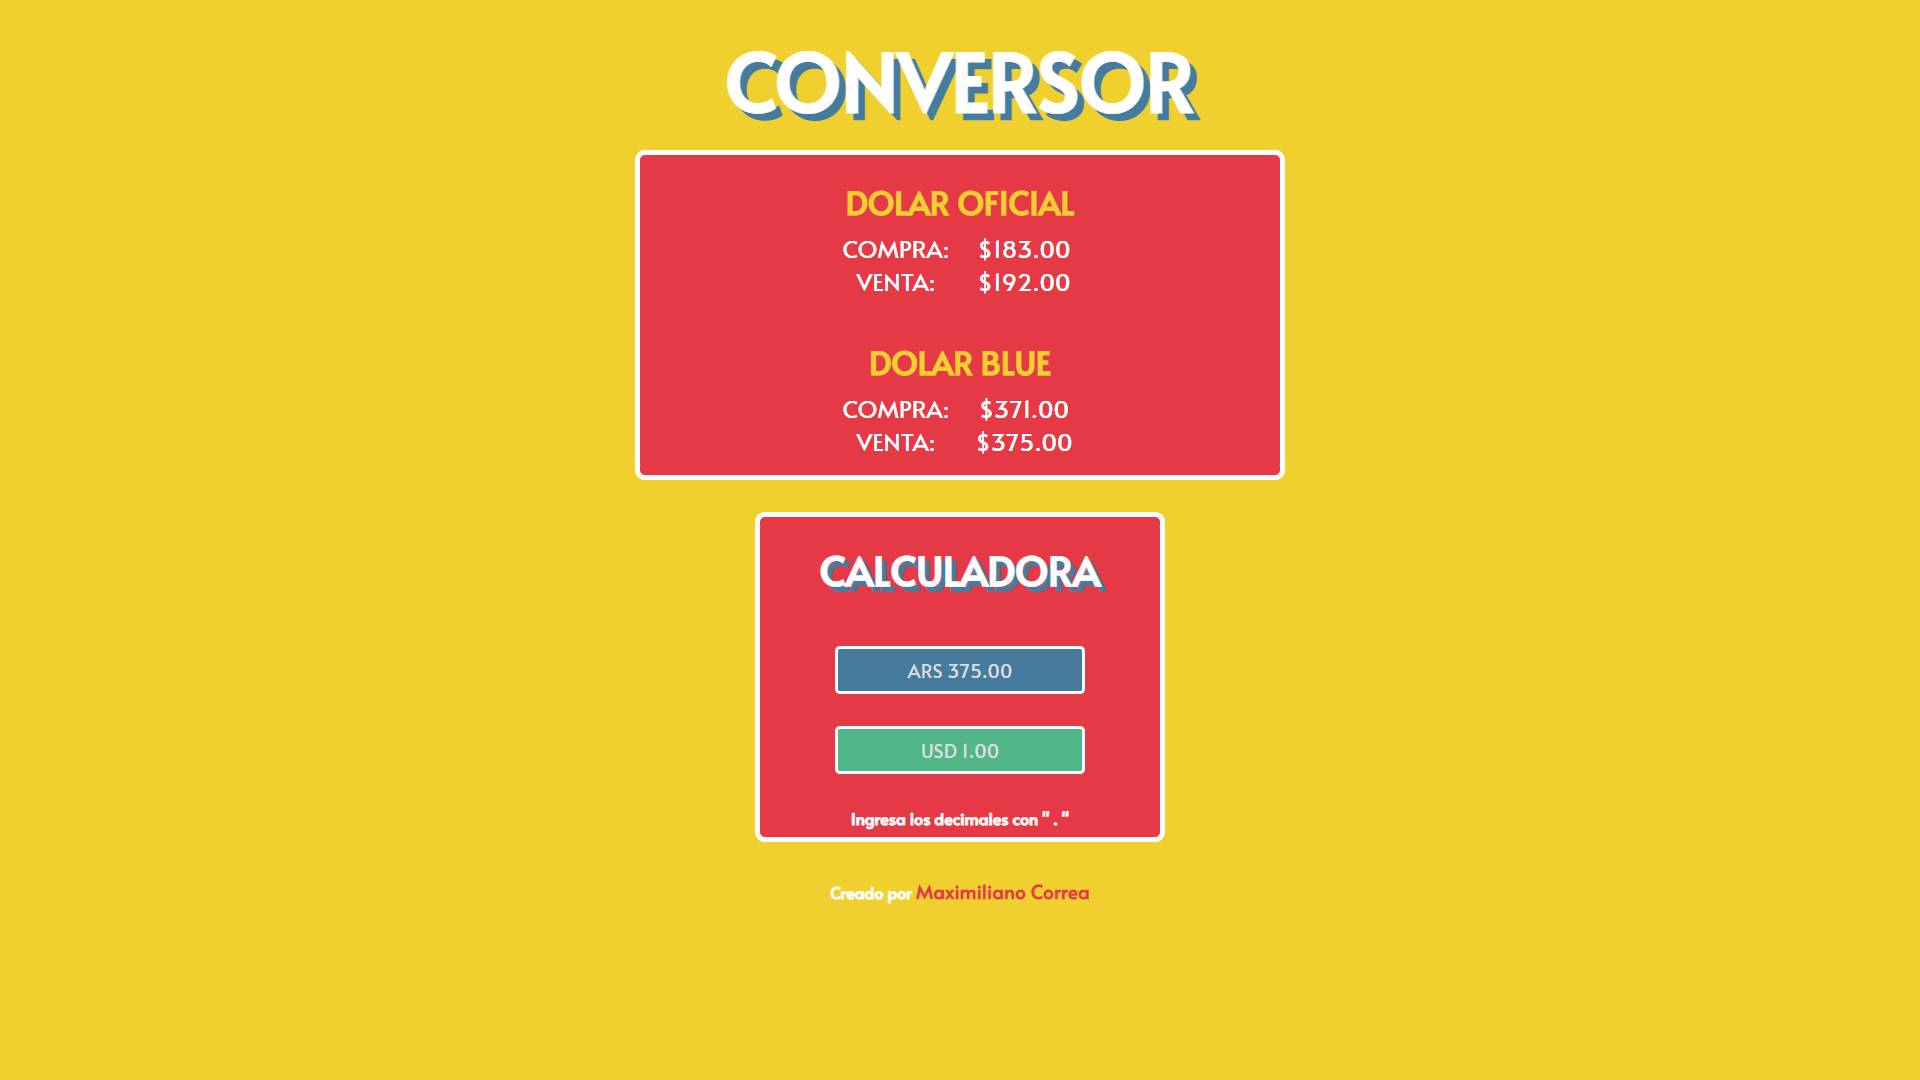 CONVERSOR
DOLAR OFICIAL
COMPRA: $183.00
VENTA: $192.00
DOLAR BLUE
COMPRA: $371.00
VENTA: $375.00
CALCULADORA
ARS 375.00
USD 1.00
Ingresa los decimales con " . "
Creado por Maximiliano Correa